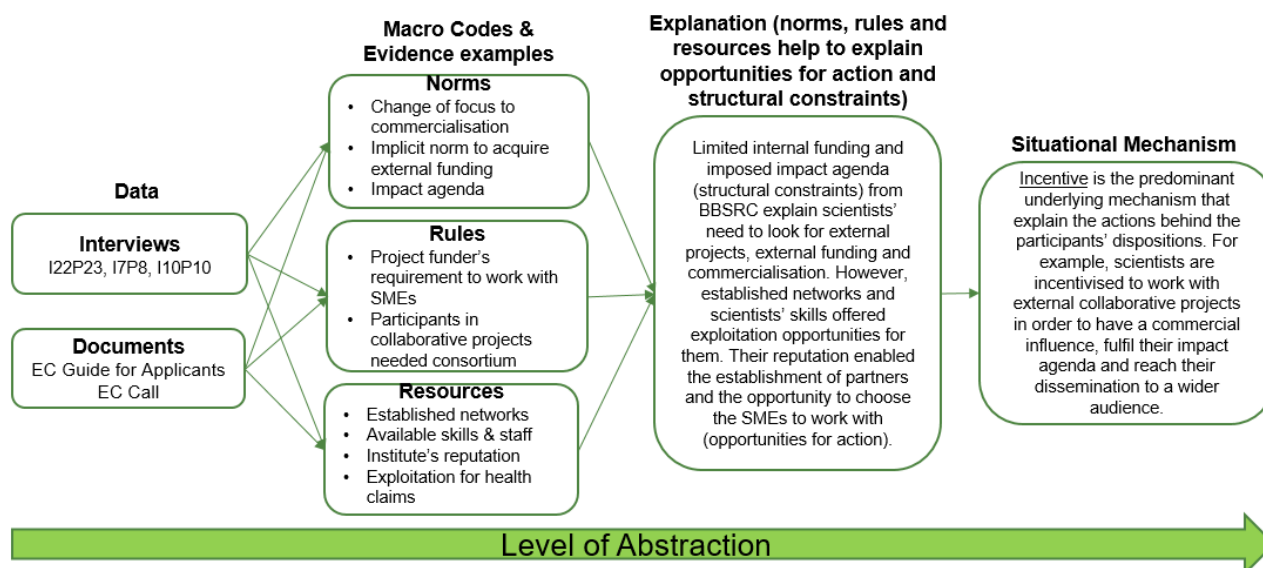 Data
Interviews
I22P23, I7P8, I10P10
Documents
EC Guide for Applicants
EC Call
Macro Codes &
Evidence examples
Norms
• Change of focus to
commercialisation
• Implicit norm to acquire
external funding
• Impact agenda
Rules
• Project funder's
requirement to work with
SMEs
• Participants in
collaborative projects
needed consortium
Resources
• Established networks
• Available skills & staff
• Institute's reputation
• Exploitation for health
claims
Explanation (norms, rules and
resources help to explain
opportunities for action and
structural constraints)
Limited internal funding and
imposed impact agenda
(structural constraints) from
BBSRC explain scientists'
need to look for external
projects, external funding and
commercialisation. However,
established networks and
scientists' skills offered
exploitation opportunities for
them. Their reputation enabled
the establishment of partners
and the opportunity to choose
the SMEs to work with
(opportunities for action).
Situational Mechanism
Incentive is the predominant
underlying mechanism that
explain the actions behind the
participants' dispositions. For
example, scientists are
incentivised to work with
external collaborative projects
in order to have a commercial
influence, fulfil their impact
agenda and reach their
dissemination to a wider
audience.
Level of Abstraction